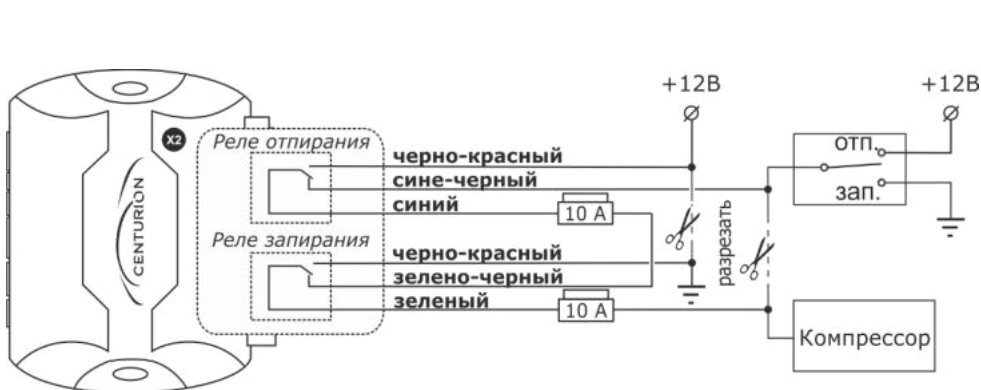 +12В
+12В
X2
CENTURION
Реле отпирания
черно-красный
сине-черный
синий
10 А
Реле запирания
черно-красный
зелено-черный
зеленый
10 А
разрезать
отп.
зап.
Компрессор